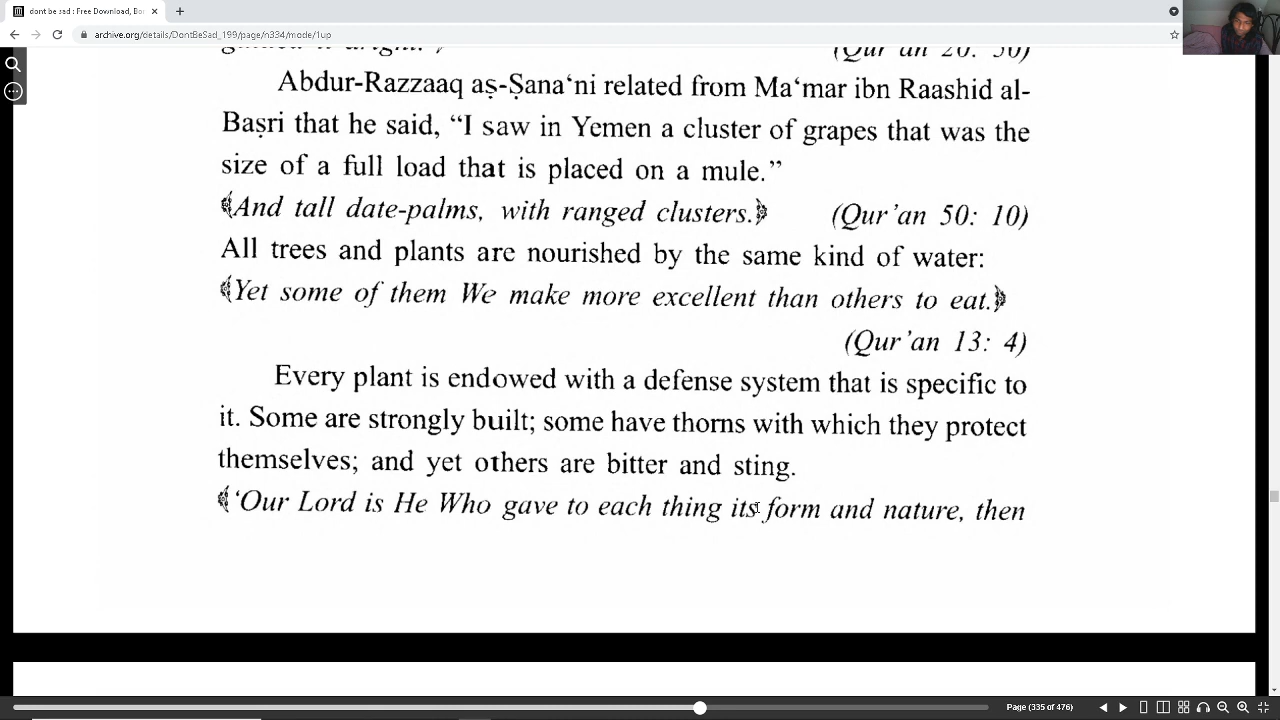 dont be sad : Free Download, Bo
archive.org/details/DontBeSad_199/page/n334/mode/1up
(Qur'an 20: 50)
Abdur-Razzaaq aṣ-Ṣana‘ni related from Ma‘mar ibn Raashid al-
Baṣri that he said, “I saw in Yemen a cluster of grapes that was the
size of a full load that is placed on a mule.”
﴾And tall date-palms, with ranged clusters.﴿ (Qur’an 50: 10)
All trees and plants are nourished by the same kind of water:
﴾Yet some of them We make more excellent than others to eat.﴿
(Qur’an 13: 4)
Every plant is endowed with a defense system that is specific to
it. Some are strongly built; some have thorns with which they protect
themselves; and yet others are bitter and sting.
﴾‘Our Lord is He Who gave to each thing its form and nature, then
Page (335 of 476)